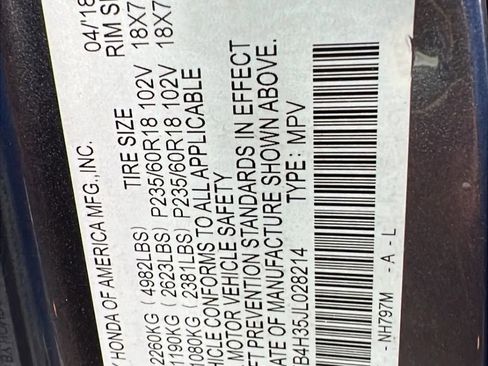 Y HONDA OF AMERICA MFG., INC. 04/18
TIRE SIZE RIM SI
2260KG (4982LBS)
1190KG (2623LBS) P235/60R18 102V 18X7
1080KG (2381LBS) P235/60R18 102V 18X7
HICLE CONFORMS TO ALL APPLICABLE
MOTOR VEHICLE SAFETY
FT PREVENTION STANDARDS IN EFFECT
ATE OF MANUFACTURE SHOWN ABOVE.
B4H35JL028214 TYPE: MPV
NH797M - A - L